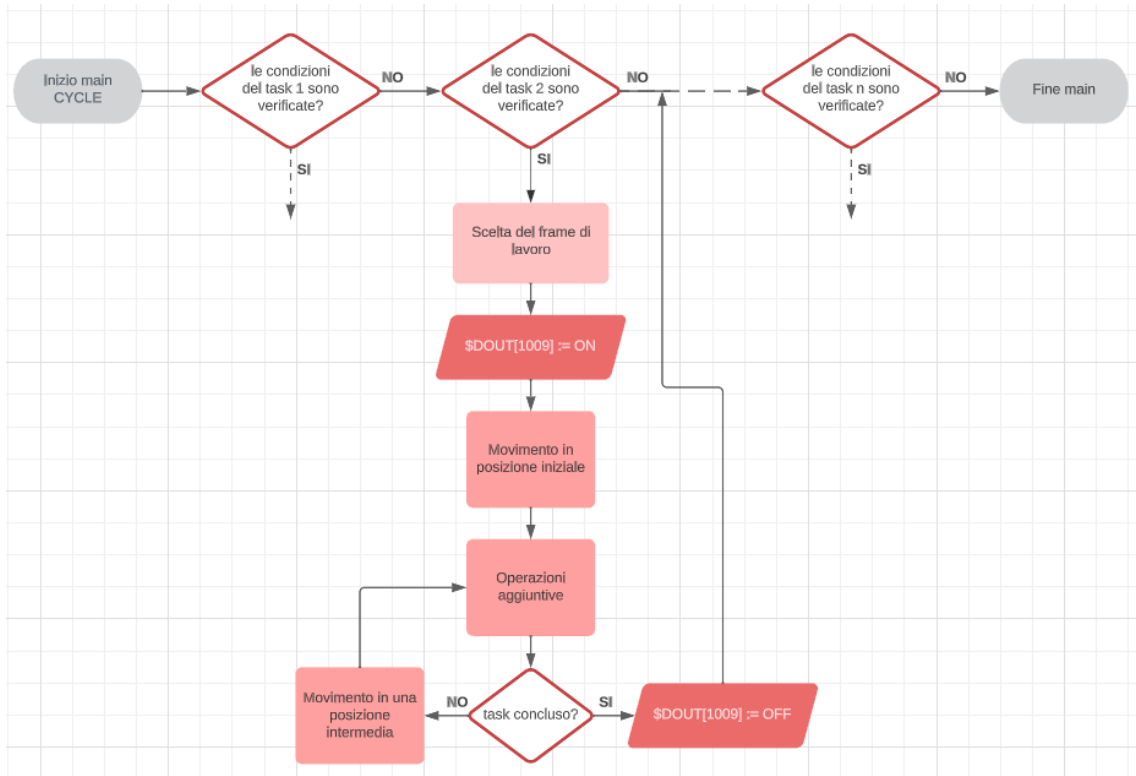 Inizio main
CYCLE
le condizioni
del task 1 sono
verificate?
NO
le condizioni
del task 2 sono
verificate?
NO
le condizioni
del task n sono
verificate?
NO
Fine main
SI
SI
SI
Scelta del frame di
lavoro
$DOUT[1009] := ON
Movimento in
posizione iniziale
Operazioni
aggiuntive
Movimento in una
posizione
intermedia
NO
task concluso?
SI
$DOUT[1009] := OFF